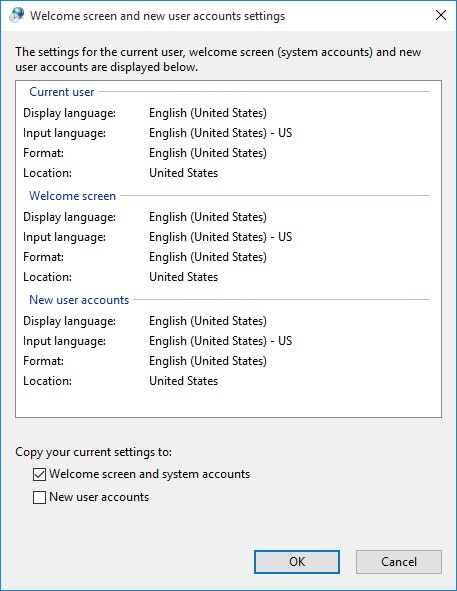 Welcome screen and new user accounts settings
The settings for the current user, welcome screen (system accounts) and new
user accounts are displayed below.
Current user
Display language: English (United States)
Input language: English (United States) - US
Format: English (United States)
Location: United States
Welcome screen
Display language: English (United States)
Input language: English (United States) - US
Format: English (United States)
Location: United States
New user accounts
Display language: English (United States)
Input language: English (United States) - US
Format: English (United States)
Location: United States
Copy your current settings to:
Welcome screen and system accounts
New user accounts
OK Cancel